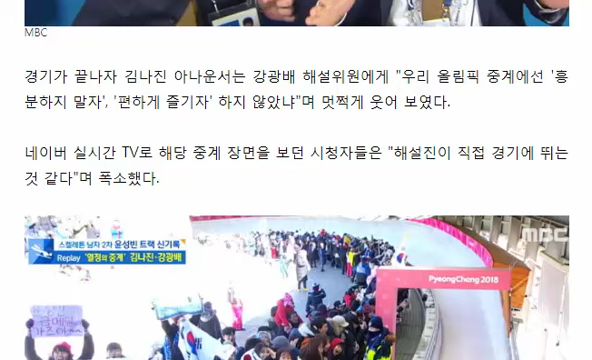 MBC
경기가 끝나자 김나진 아나운서는 강광배 해설위원에게 "우리 올림픽 중계에선 '흥
분하지 말자', '편하게 즐기자' 하지 않았냐"며 멋쩍게 웃어 보였다.
네이버 실시간 TV로 해당 중계 장면을 보던 시청자들은 "해설진이 직접 경기에 뛰는
것 같다"며 폭소했다.
스켈레톤 남자 2차 윤성빈 트랙 신기록
Replay '열정의 중계' 김나진·강광배
MBC
PyeongChang 2018